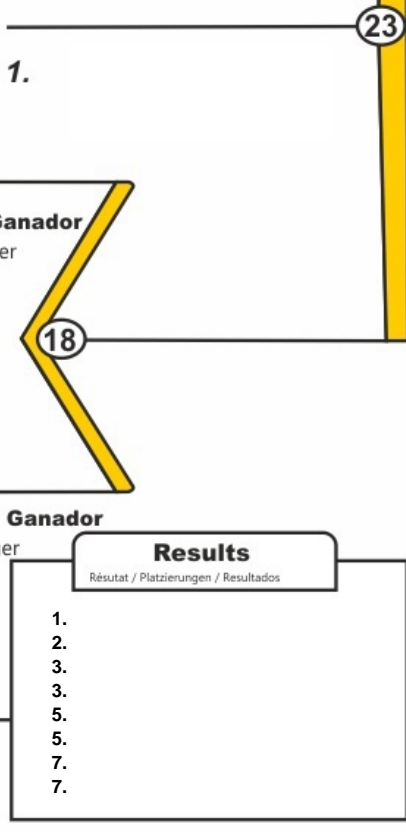 23
1.
Ganador
er
18
Ganador
er
Results
Résutat / Platzierungen / Resultados
1.
2.
3.
3.
5.
5.
7.
7.